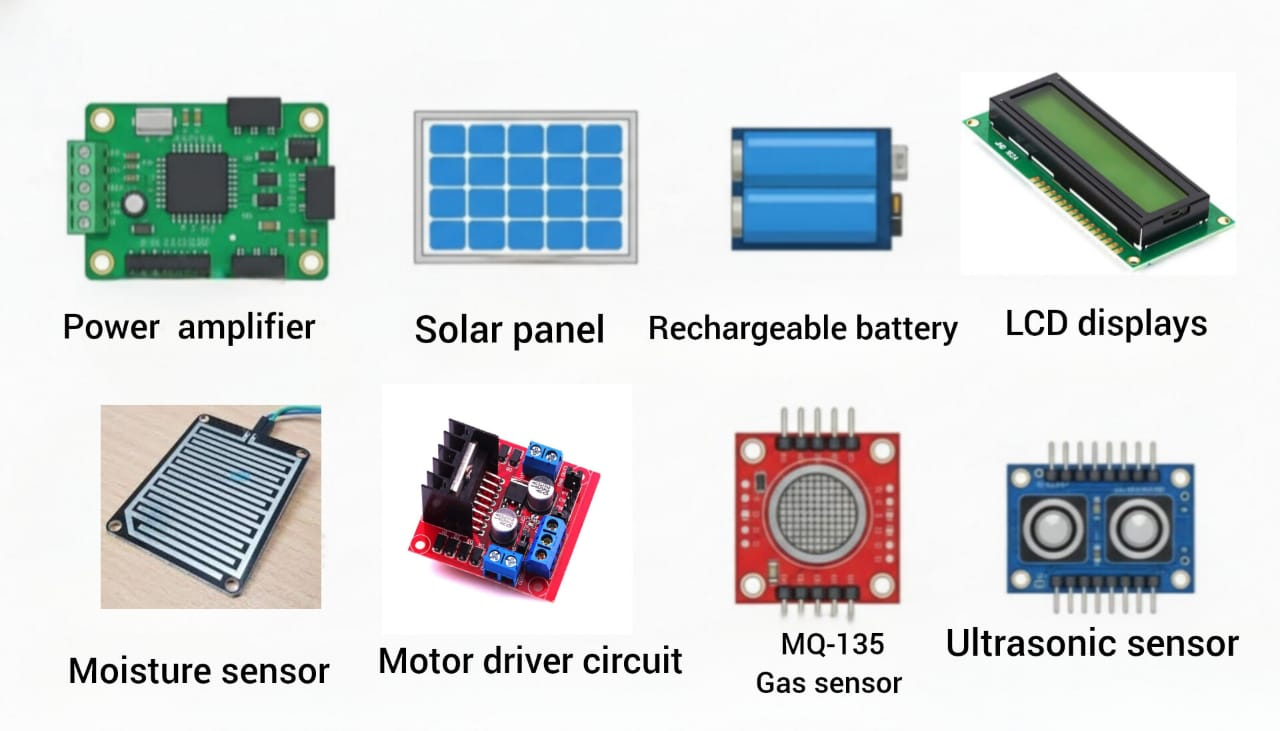 Power amplifier
Solar panel
Rechargeable battery
LCD displays
Moisture sensor
Motor driver circuit
MQ-135
Gas sensor
Ultrasonic sensor